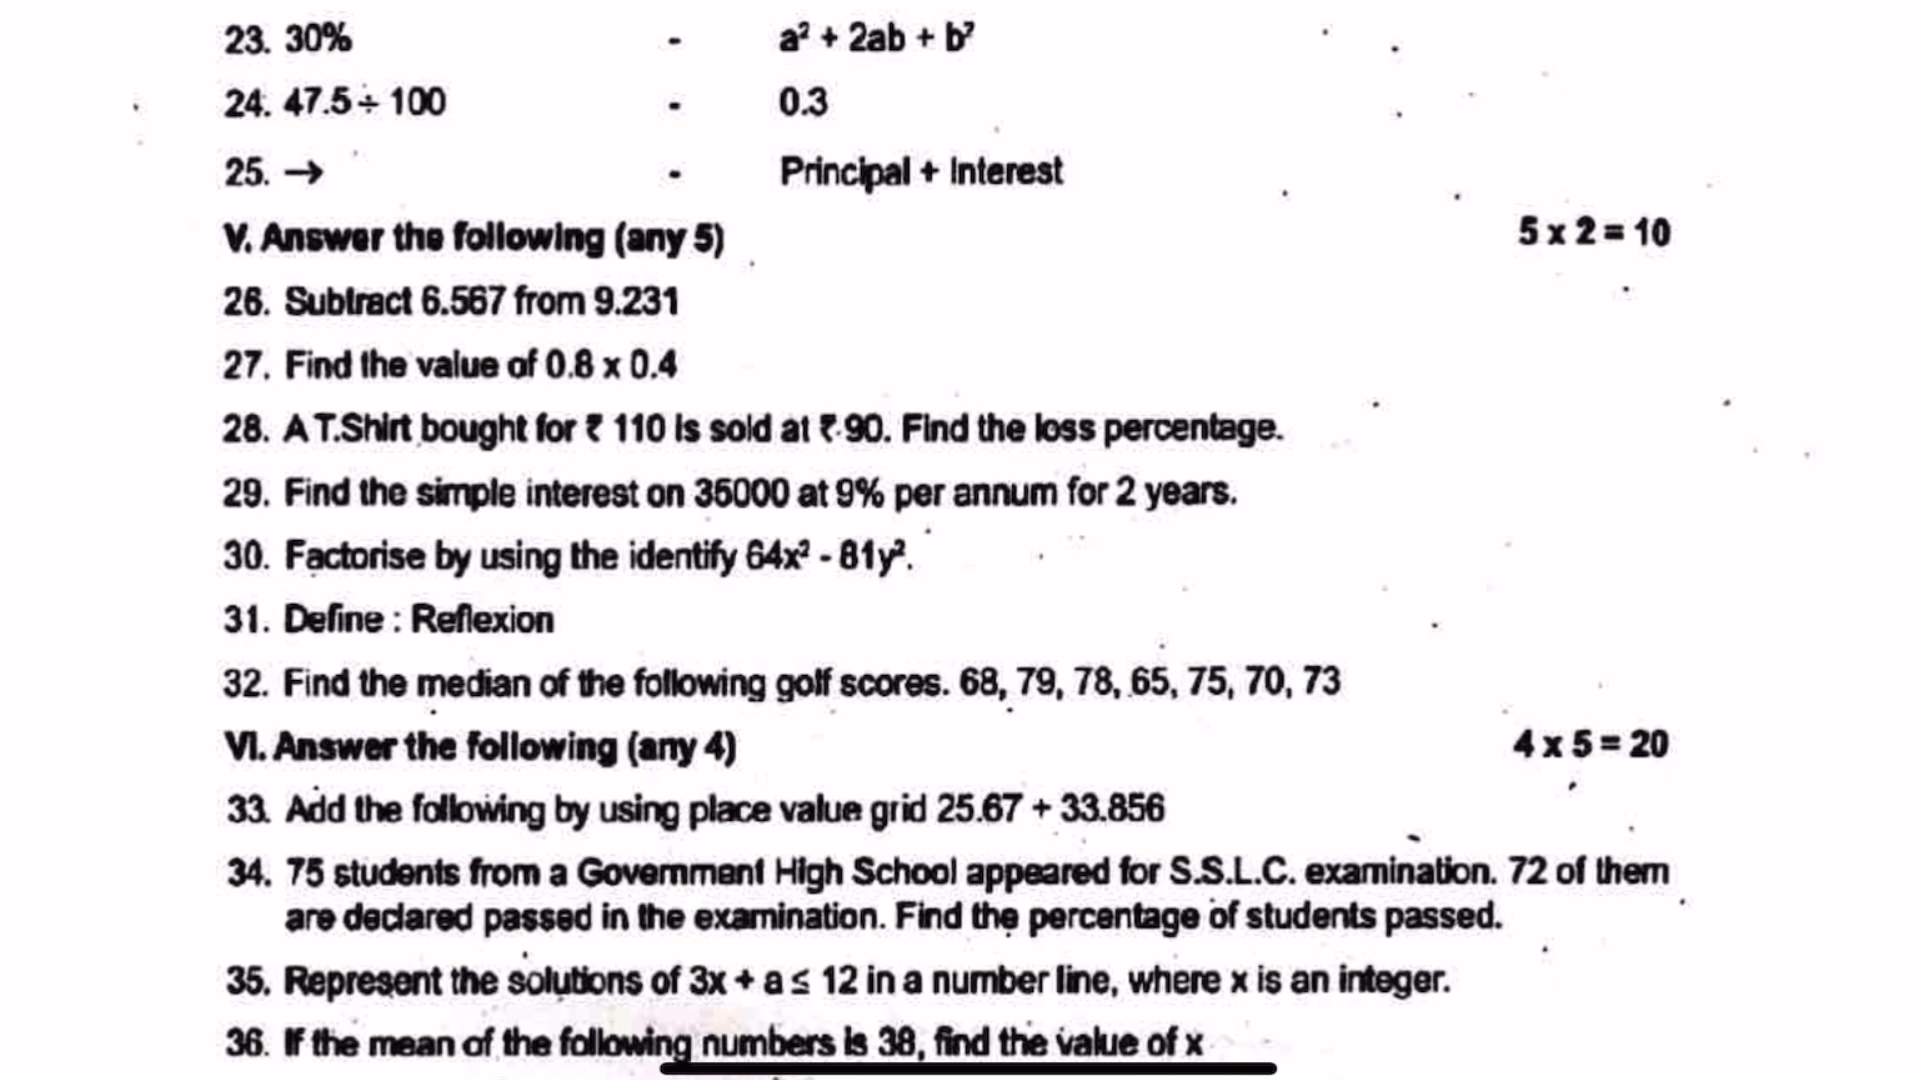 23. 30% - a² + 2ab + b²
24. 47.5 ÷ 100 - 0.3
25. → - Principal + Interest
V. Answer the following (any 5) 5 x 2 = 10
26. Subtract 6.567 from 9.231
27. Find the value of 0.8 x 0.4
28. A T.Shirt bought for ₹ 110 is sold at ₹ 90. Find the loss percentage.
29. Find the simple interest on 35000 at 9% per annum for 2 years.
30. Factorise by using the identify 64x² - 81y².
31. Define : Reflexion
32. Find the median of the following golf scores. 68, 79, 78, 65, 75, 70, 73
VI. Answer the following (any 4) 4 x 5 = 20
33. Add the following by using place value grid 25.67 + 33.856
34. 75 students from a Government High School appeared for S.S.L.C. examination. 72 of them
are declared passed in the examination. Find the percentage of students passed.
35. Represent the solutions of 3x + a ≤ 12 in a number line, where x is an integer.
36. If the mean of the following numbers is 38, find the value of x